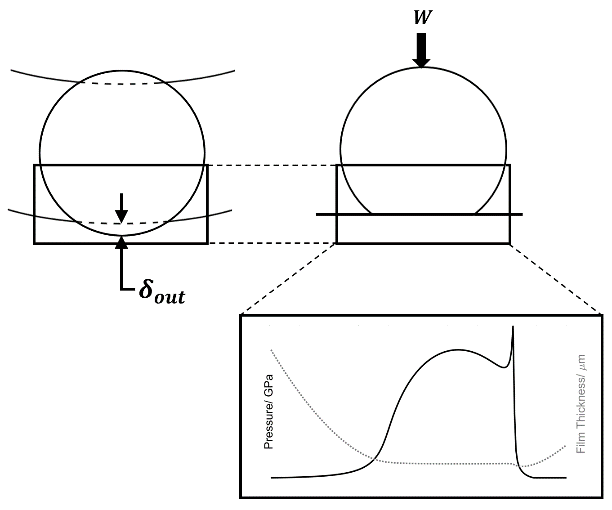 W
δout
Pressure/ GPa
Film Thickness/ μm